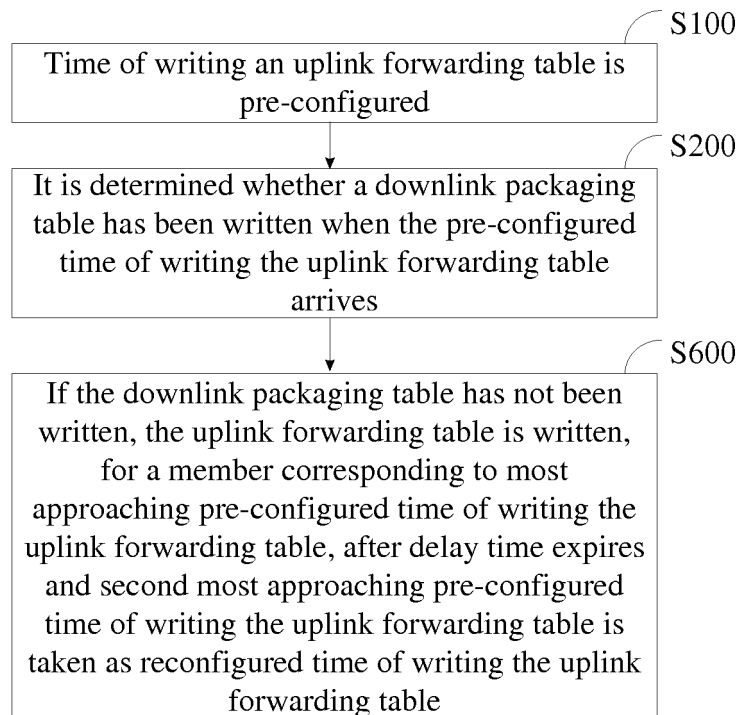 S100
Time of writing an uplink forwarding table is
pre-configured
S200
It is determined whether a downlink packaging
table has been written when the pre-configured
time of writing the uplink forwarding table
arrives
S600
If the downlink packaging table has not been
written, the uplink forwarding table is written,
for a member corresponding to most
approaching pre-configured time of writing the
uplink forwarding table, after delay time expires
and second most approaching pre-configured
time of writing the uplink forwarding table is
taken as reconfigured time of writing the uplink
forwarding table